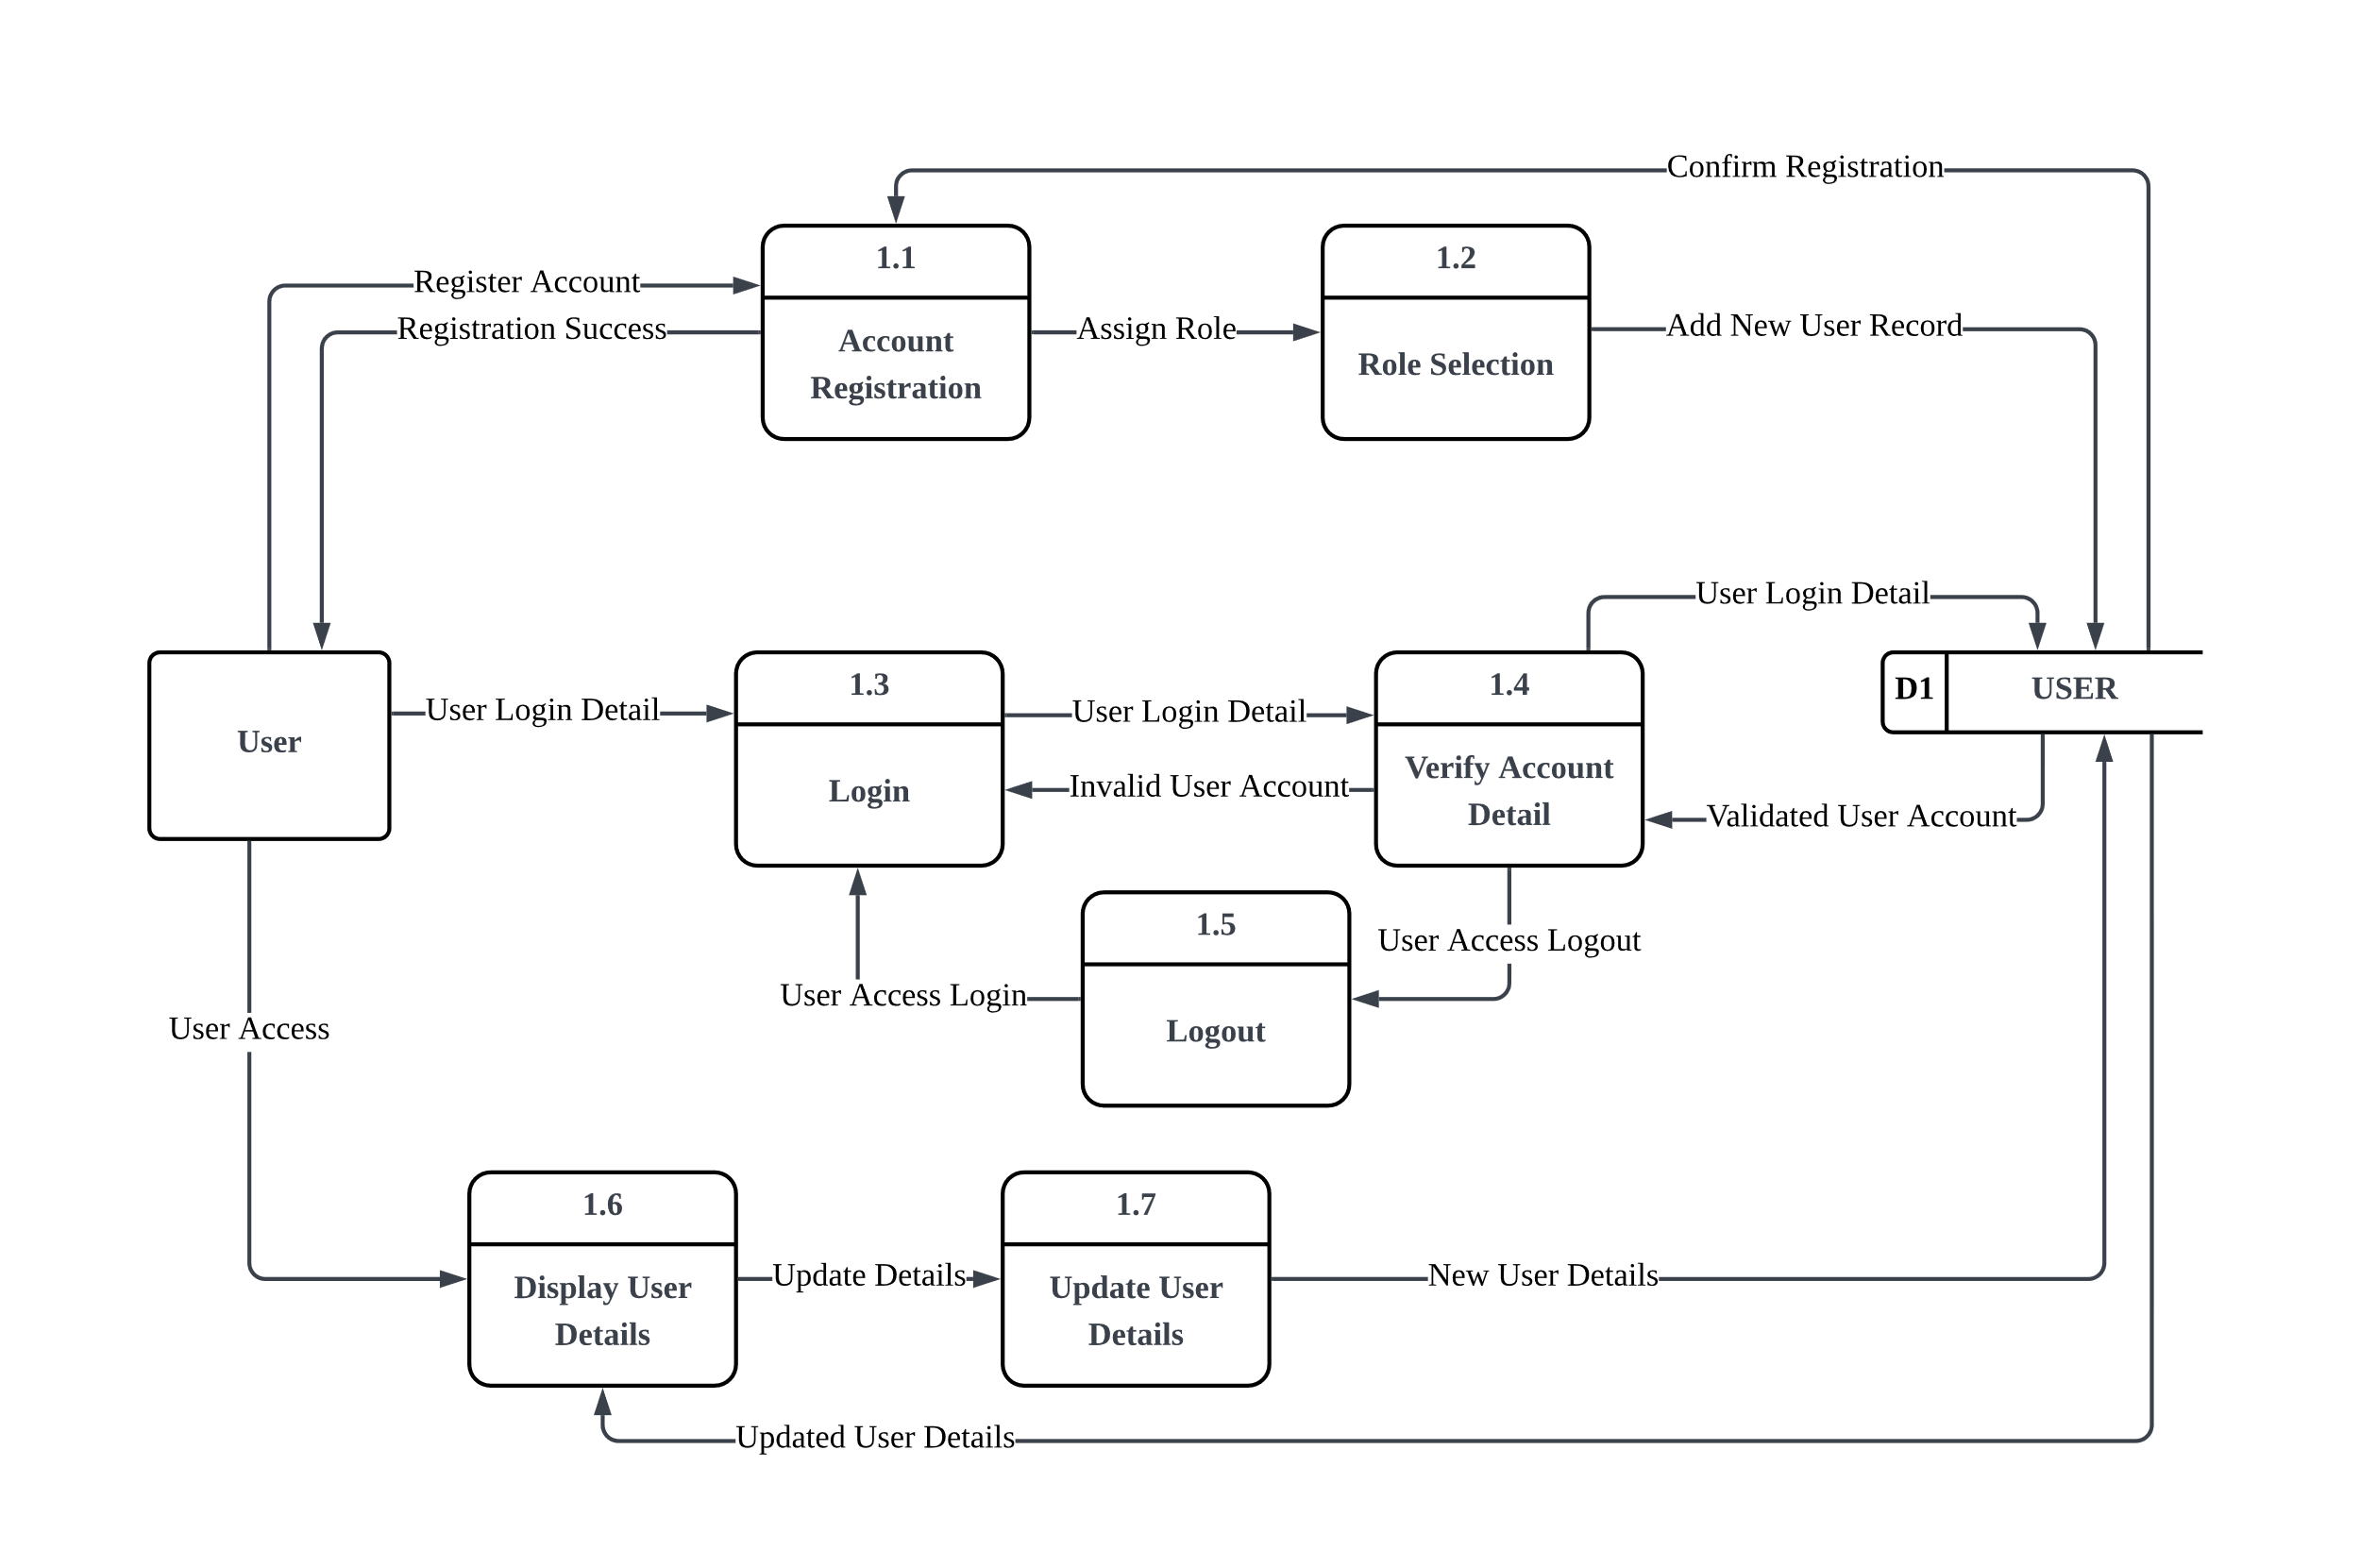 Confirm Registration
1.1
1.2
Register Account
Registration Success
Assign Role
Add New User Record
Account
Registration
Role Selection
User Login Detail
1.3
1.4
D1
USER
User Login Detail
User Login Detail
User
Login
Verify Account
Detail
Invalid User Account
Validated User Account
1.5
User Access Logout
User Access Login
Logout
User Access
1.6
1.7
Display User
Details
Update Details
Update User
Details
New User Details
Updated User Details